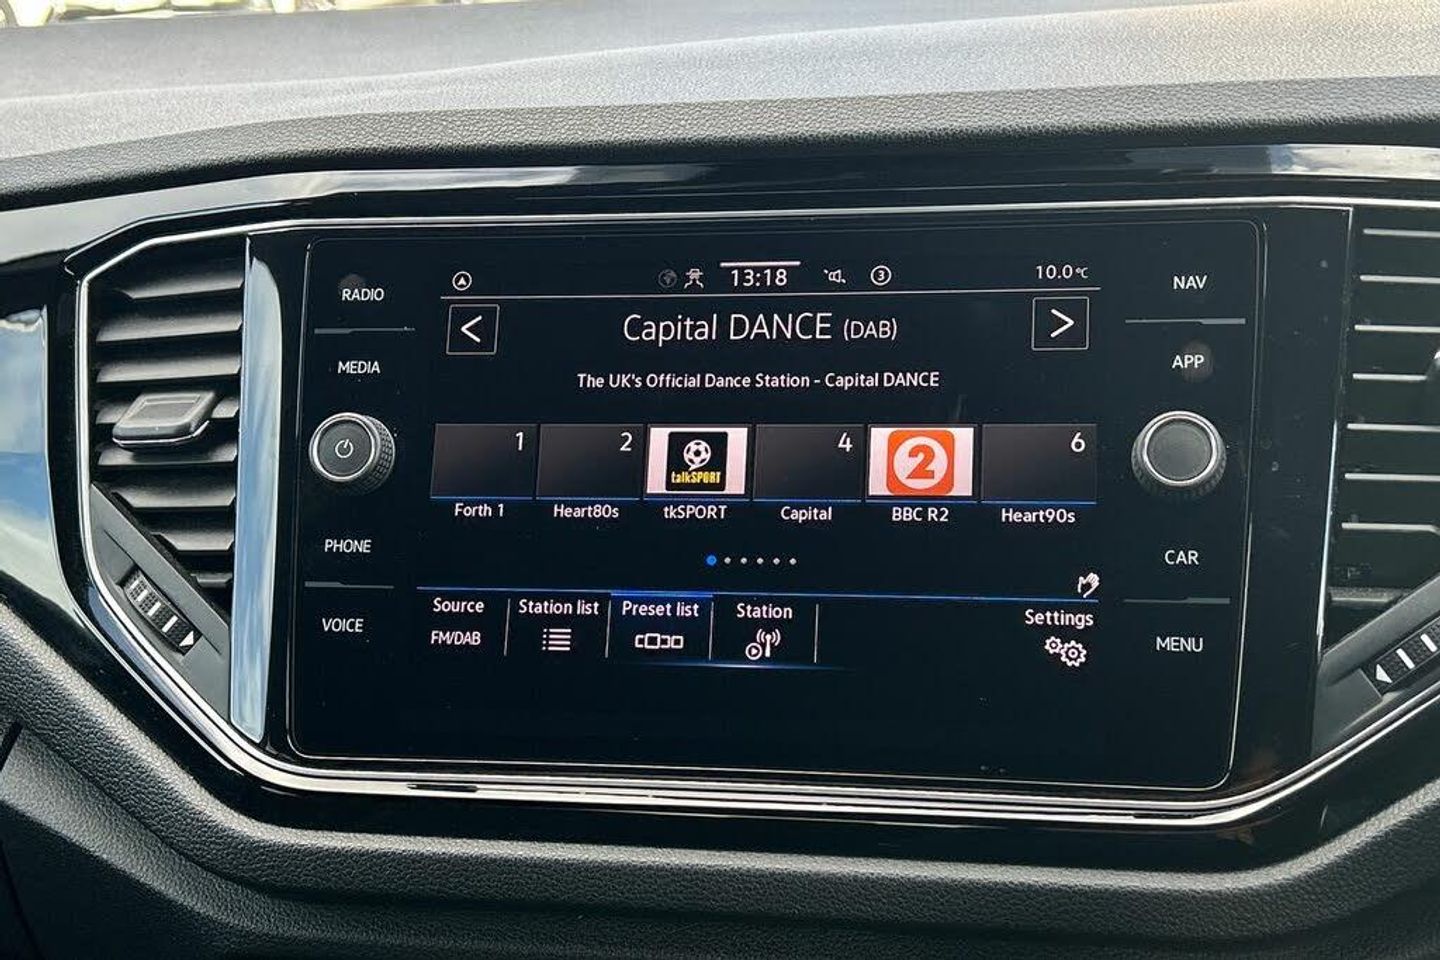 RADIO
MEDIA
PHONE
VOICE
13:18
3
10.0°C
<
>
Capital DANCE (DAB)
The UK's Official Dance Station - Capital DANCE
1
2
talkSPORT
4
2
6
Forth 1
Heart80s
tkSPORT
Capital
BBC R2
Heart90s
Source
FM/DAB
Station list
Preset list
Station
Settings
NAV
APP
CAR
MENU